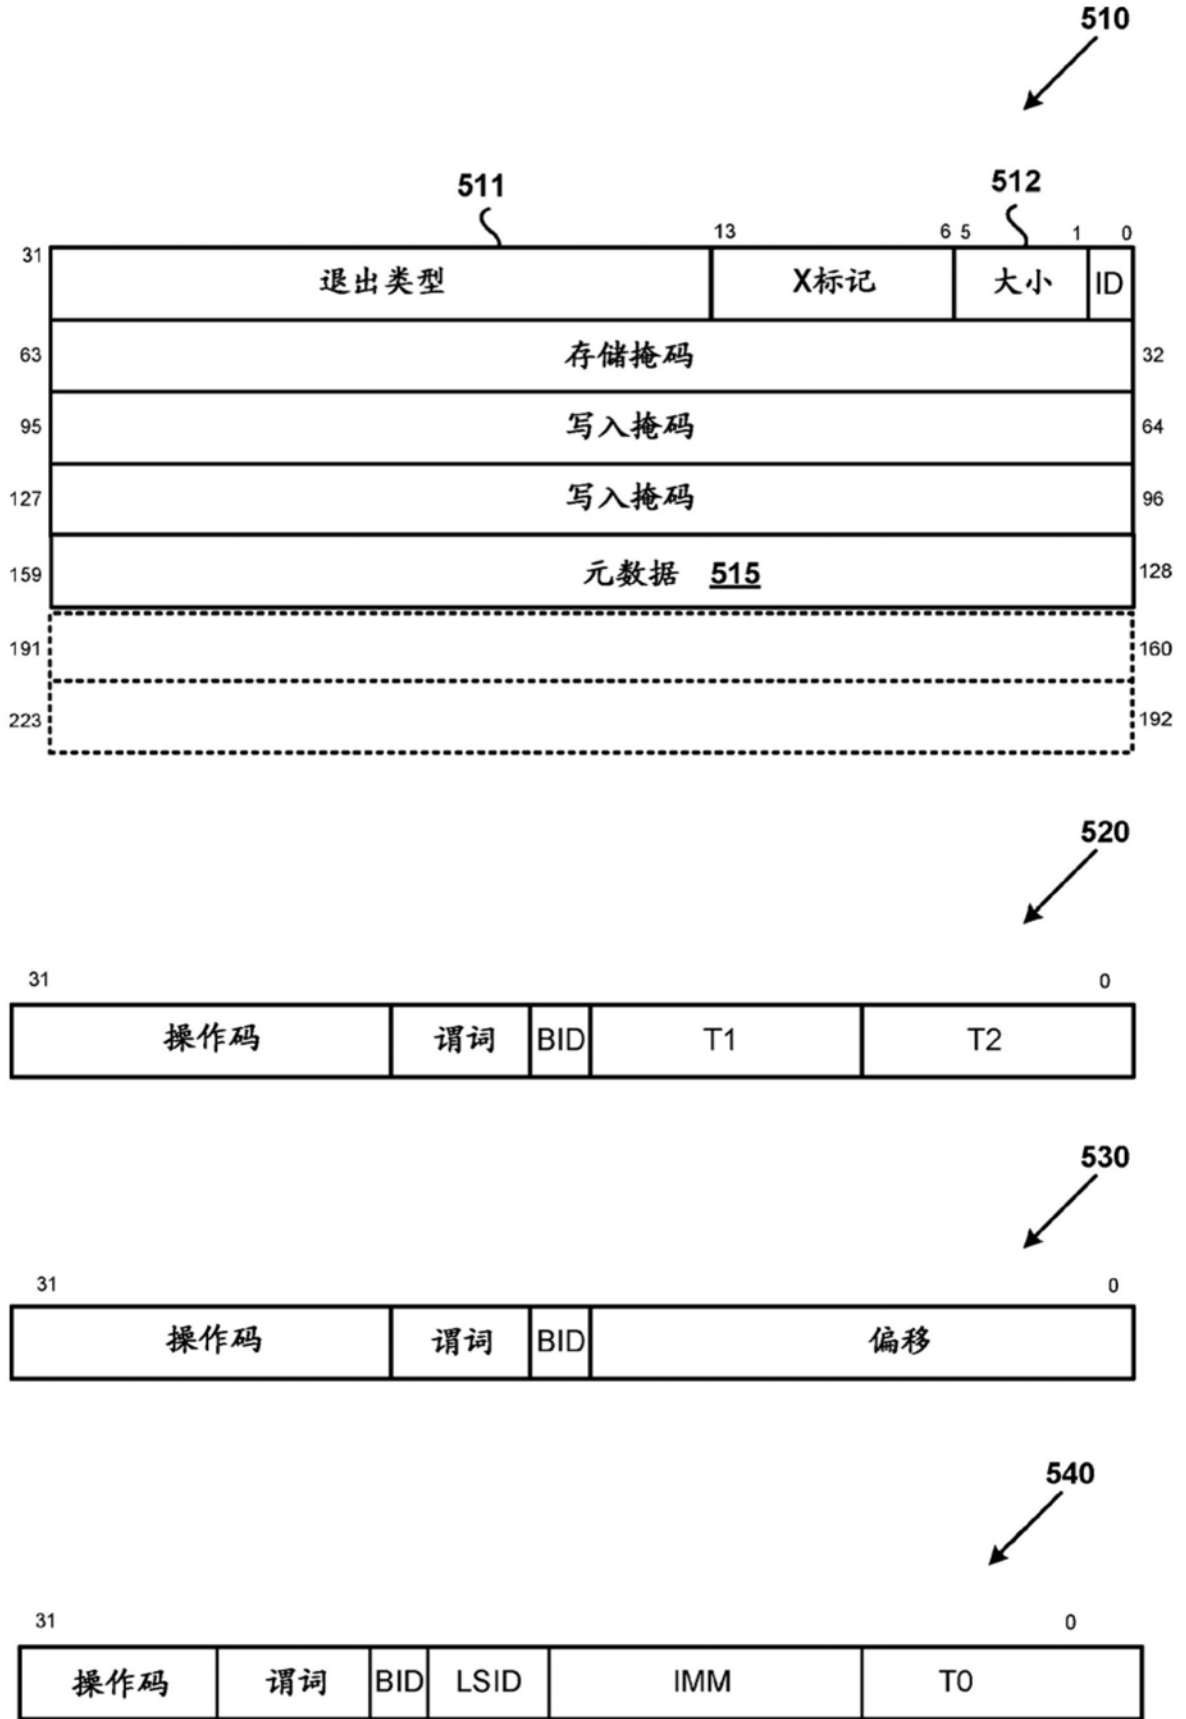 510
511 512
13 6 5 1 0
31 退出类型 X标记 大小 ID
63 存储掩码 32
95 写入掩码 64
127 写入掩码 96
159 元数据 515 128
191 160
223 192
520
31 0
操作码 谓词 BID T1 T2
530
31 0
操作码 谓词 BID 偏移
540
31 0
操作码 谓词 BID LSID IMM T0